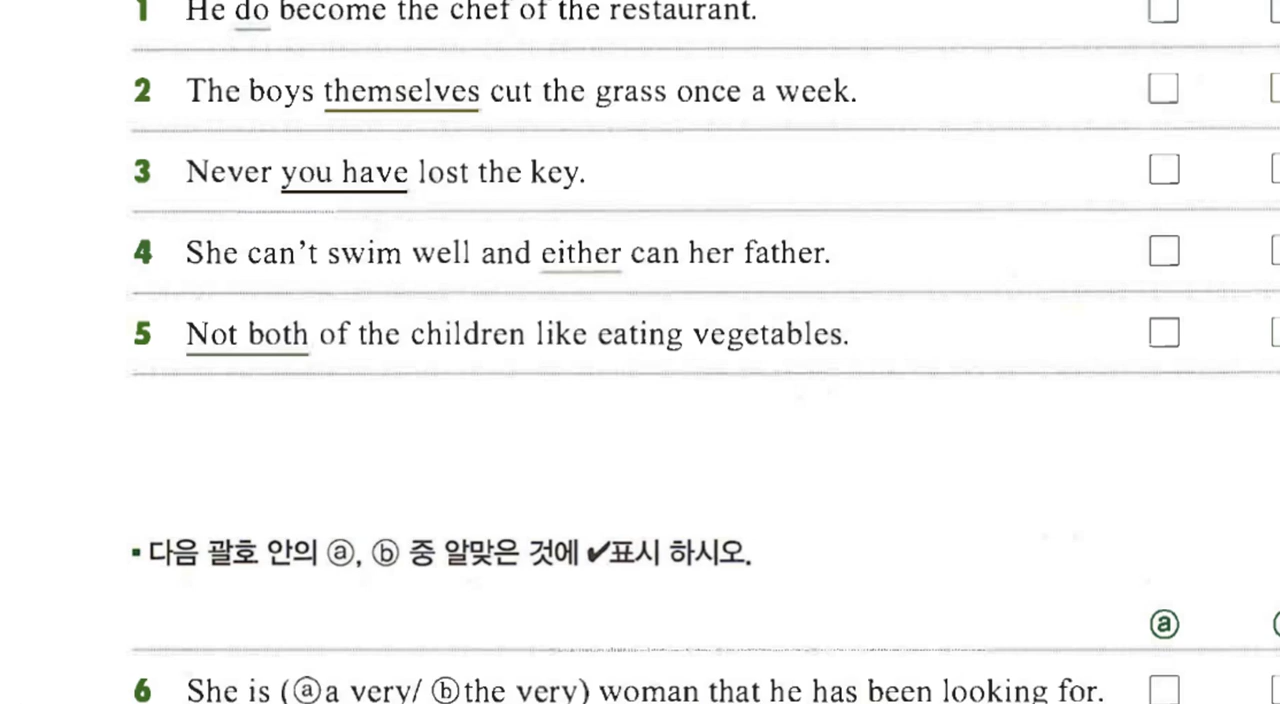 1 He do become the chef of the restaurant.
2 The boys themselves cut the grass once a week.
3 Never you have lost the key.
4 She can't swim well and either can her father.
5 Not both of the children like eating vegetables.
▪ 다음 괄호 안의 ⓐ, ⓑ 중 알맞은 것에 ✔표시 하시오.
ⓐ
6 She is (ⓐa very/ ⓑthe very) woman that he has been looking for.